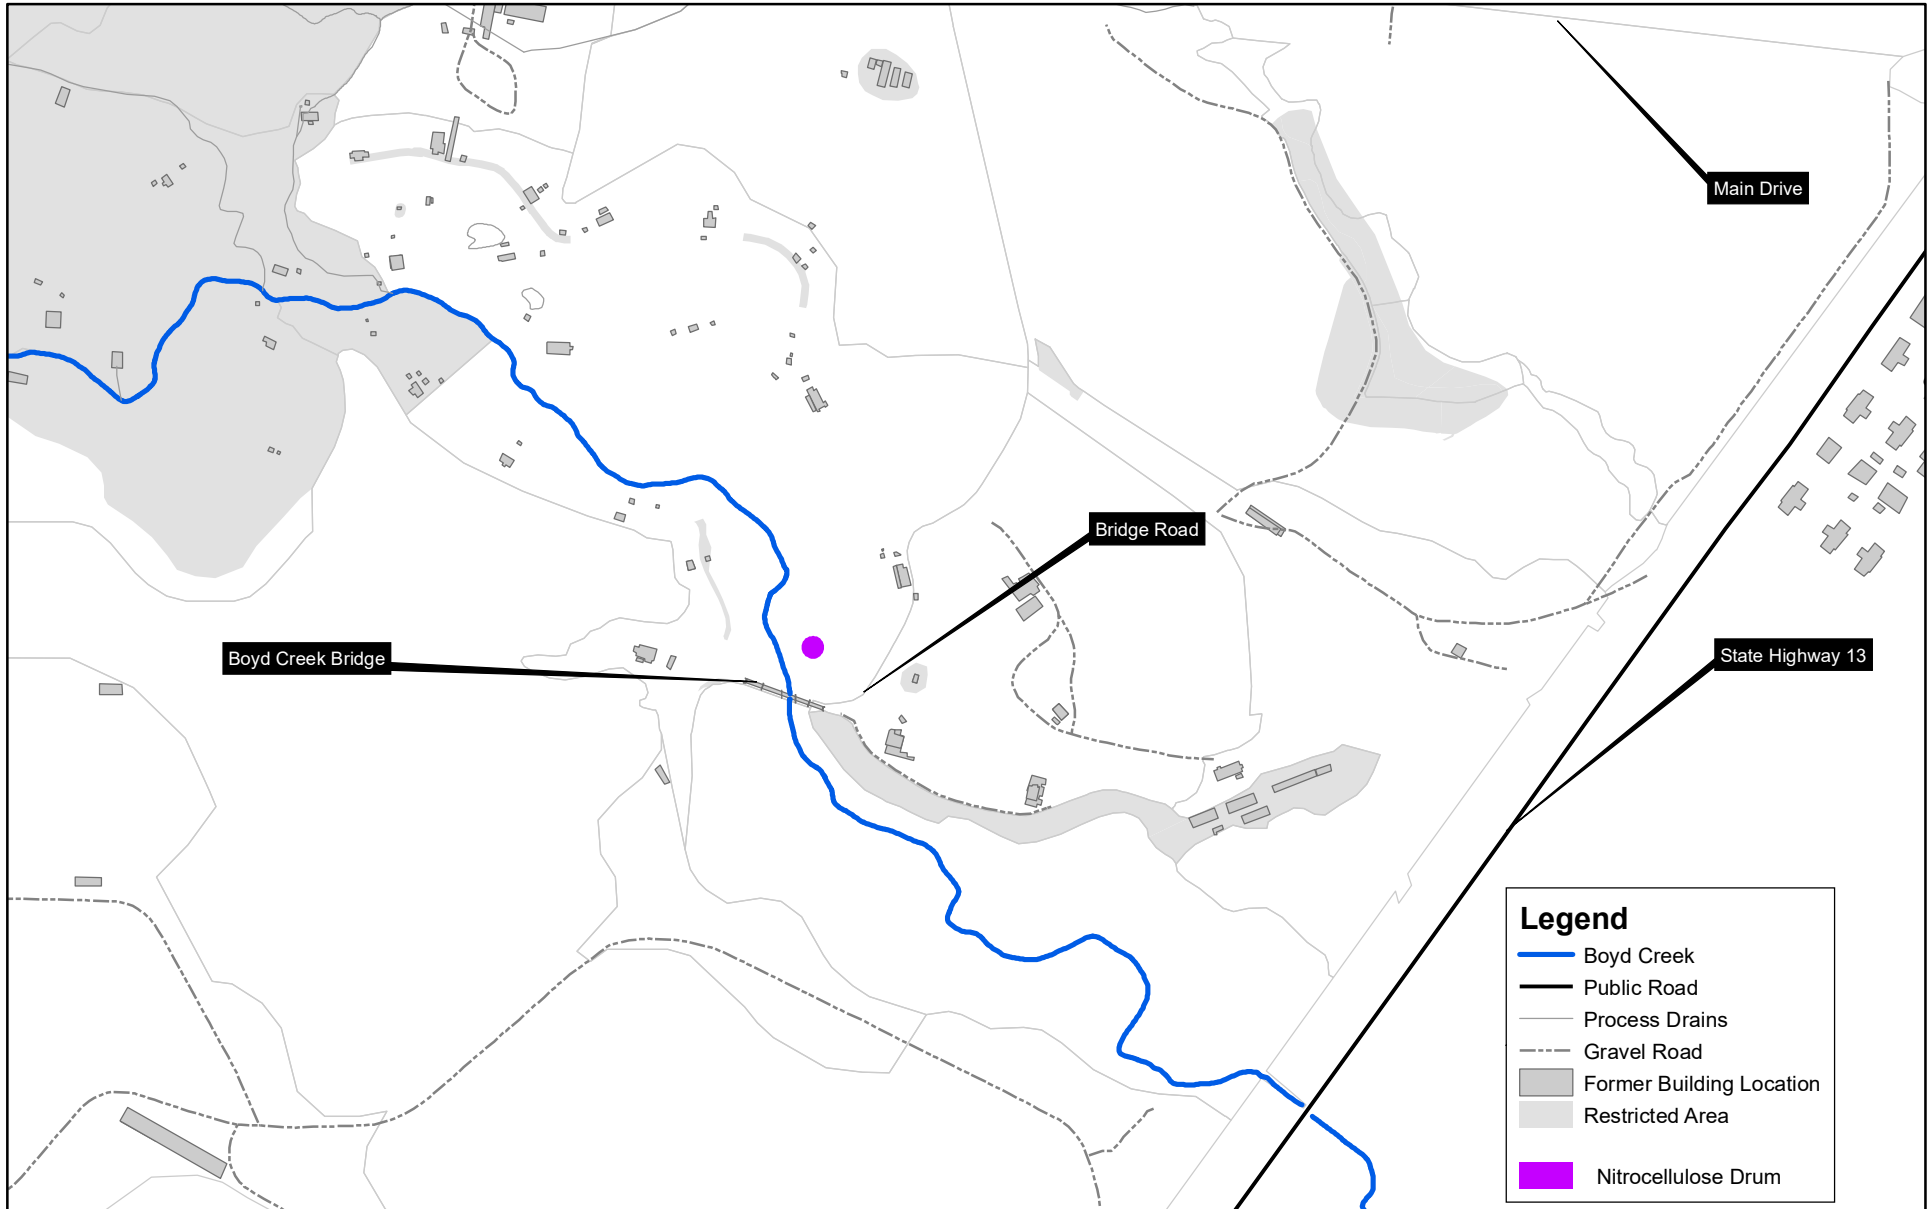 Main Drive
Bridge Road
Boyd Creek Bridge
State Highway 13
Legend
Boyd Creek
Public Road
Process Drains
Gravel Road
Former Building Location
Restricted Area
Nitrocellulose Drum